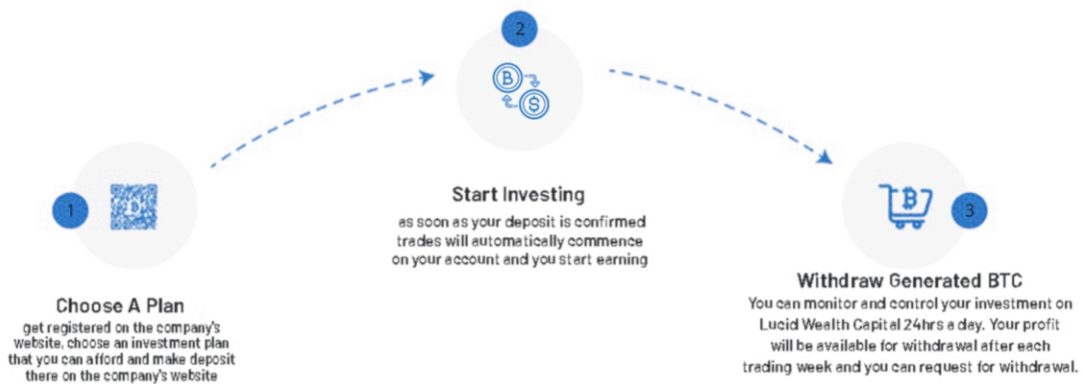 1
Choose A Plan
get registered on the company's
website, choose an investment plan
that you can afford and make deposit
there on the company's website
2
Start Investing
as soon as your deposit is confirmed
trades will automatically commence
on your account and you start earning
3
Withdraw Generated BTC
You can monitor and control your investment on
Lucid Wealth Capital 24hrs a day. Your profit
will be available for withdrawal after each
trading week and you can request for withdrawal.